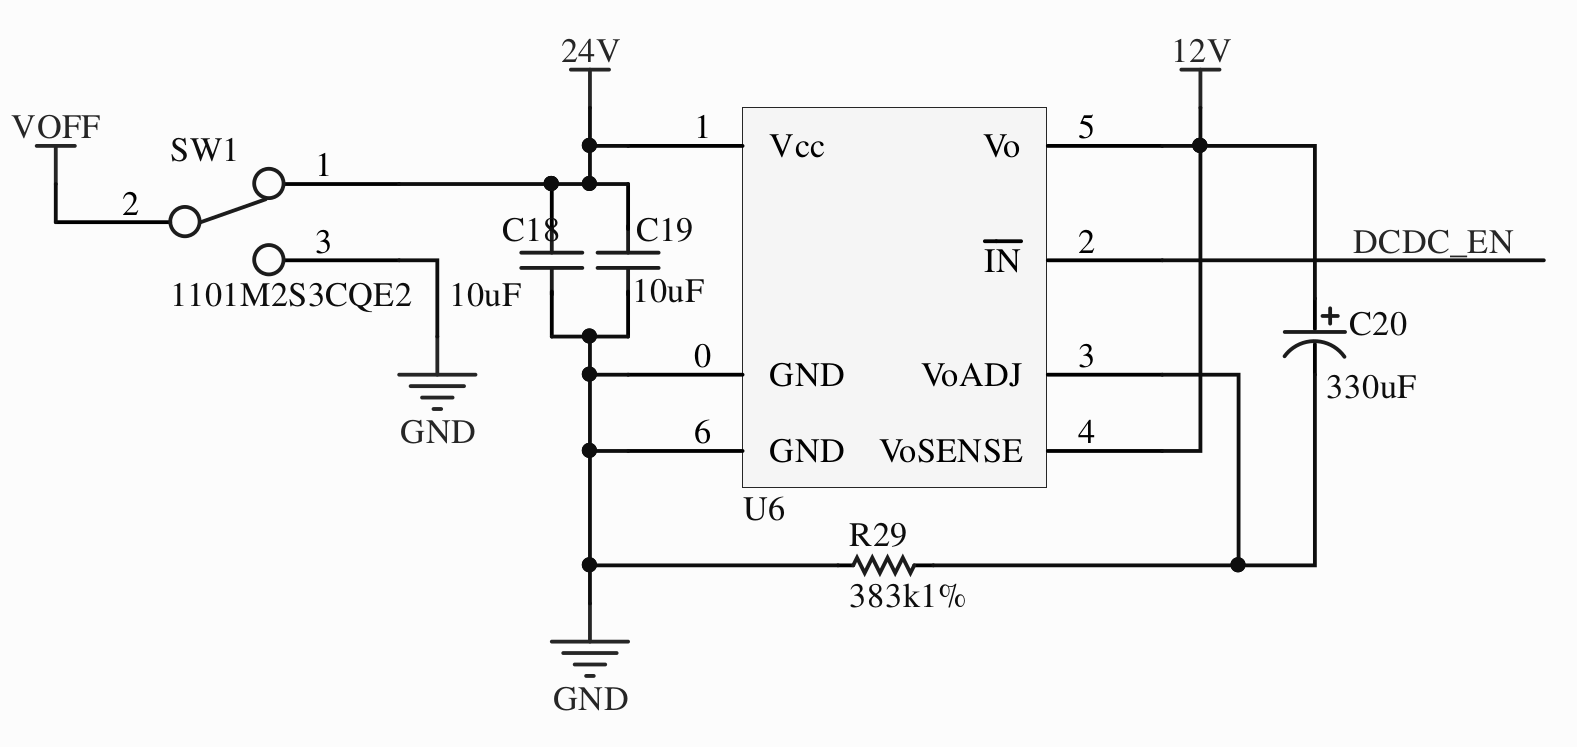 24V
12V
VOFF
SW1
1
2
3
1101M2S3CQE2
GND
C18
10uF
C19
10uF
1
Vcc
Vo
5
IN
2
DCDC_EN
C20
330uF
0
GND
VoADJ
3
6
GND
VoSENSE
4
U6
R29
383k1%
GND